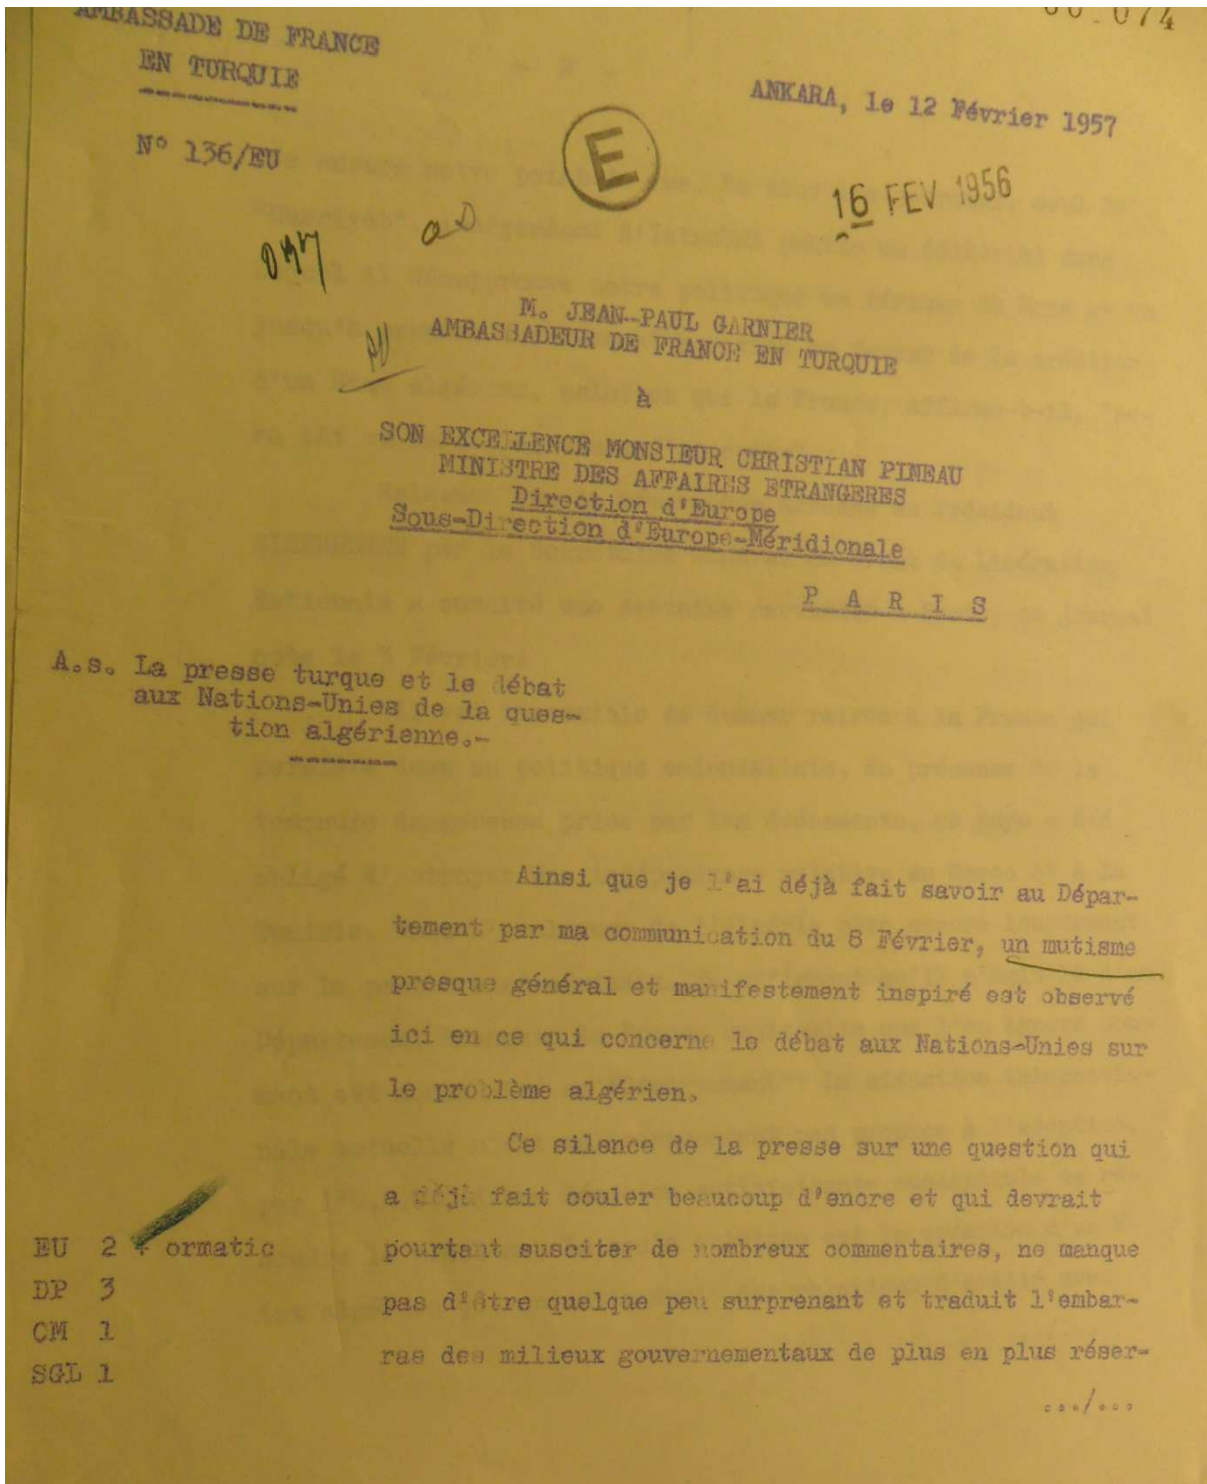 00.074
AMBASSADE DE FRANCE
EN TURQUIE
ANKARA, le 12 Février 1957
N° 136/EU
E
16 FEV 1956
M. JEAN-PAUL GARNIER
AMBASSADEUR DE FRANCE EN TURQUIE
à
SON EXCELLENCE MONSIEUR CHRISTIAN PINEAU
MINISTRE DES AFFAIRES ETRANGERES
Direction d'Europe
Sous-Direction d'Europe-Méridionale
P A R I S
A.s. La presse turque et le débat
aux Nations-Unies de la ques-
tion algérienne.-
Ainsi que je l'ai déjà fait savoir au Dépar-
tement par ma communication du 8 Février, un mutisme
presque général et manifestement inspiré est observé
ici en ce qui concerne le débat aux Nations-Unies sur
le problème algérien.
Ce silence de la presse sur une question qui
a déjà fait couler beaucoup d'encre et qui devrait
pourtant susciter de nombreux commentaires, ne manque
pas d'être quelque peu surprenant et traduit l'embar-
ras des milieux gouvernementaux de plus en plus réser-
EU 2 + ormatic
DP 3
CM 1
SGL 1
.../...